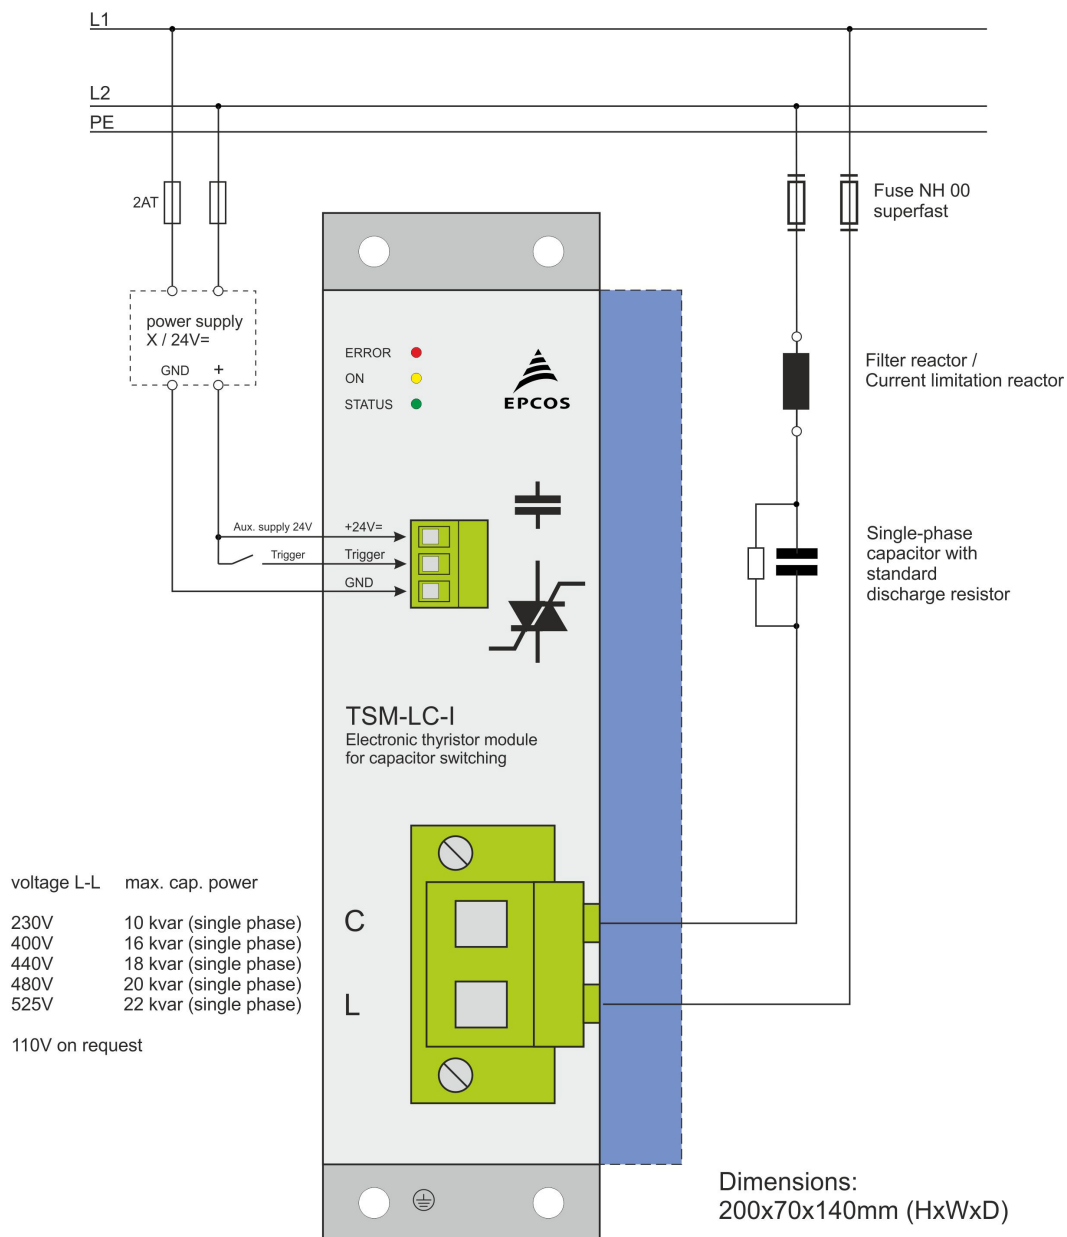 L1
L2
PE
2AT
Fuse NH 00
superfast
power supply
X / 24V=
GND
+
ERROR
ON
STATUS
EPCOS
Filter reactor /
Current limitation reactor
Aux. supply 24V
+24V=
Trigger
Trigger
GND
Single-phase
capacitor with
standard
discharge resistor
TSM-LC-I
Electronic thyristor module
for capacitor switching
voltage L-L max. cap. power
230V 10 kvar (single phase)
400V 16 kvar (single phase)
440V 18 kvar (single phase)
480V 20 kvar (single phase)
525V 22 kvar (single phase)
110V on request
C
L
Dimensions:
200x70x140mm (HxWxD)